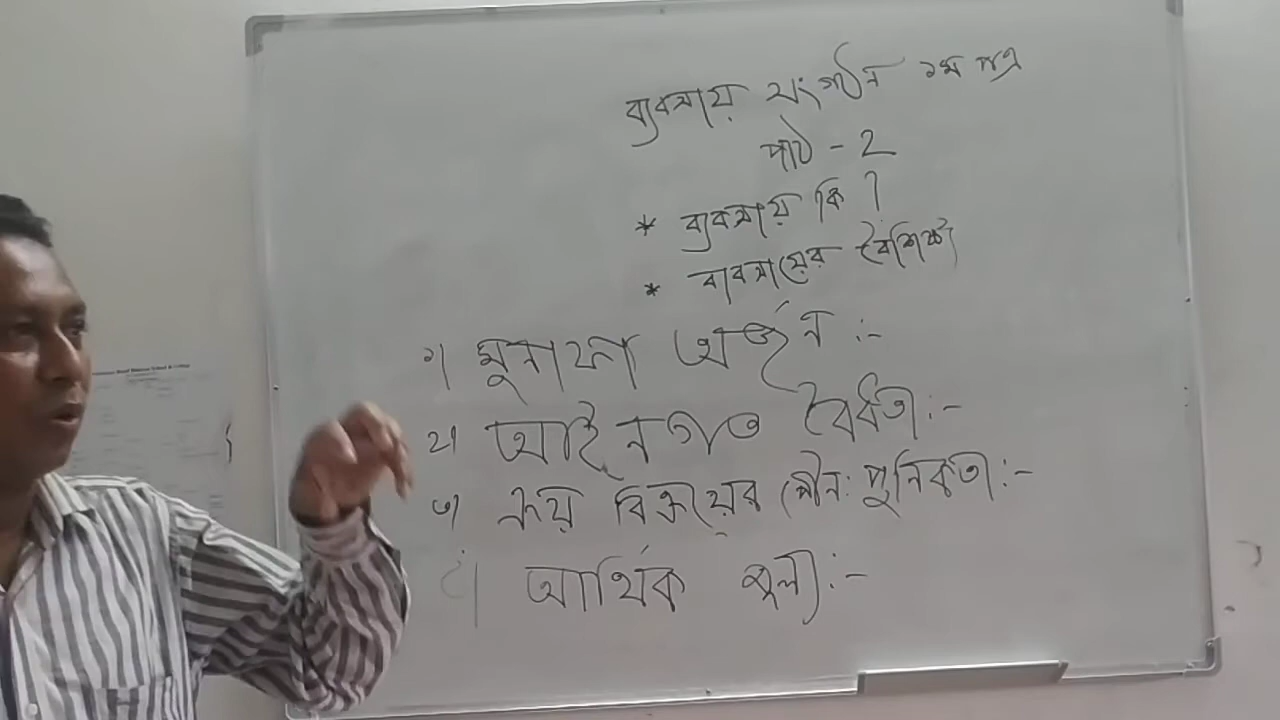 ব্যবসায় সংগঠন ১ম পত্র
পাঠ - 2
* ব্যবসায় কি ?
* ব্যবসায়ের বৈশিষ্ট্য
১। মুনাফা অর্জন :-
২। আইনগত বৈধতা :-
৩। ক্রয় বিক্রয়ের পৌনঃপুনিকতা :-
৪। আর্থিক মূল্য :-